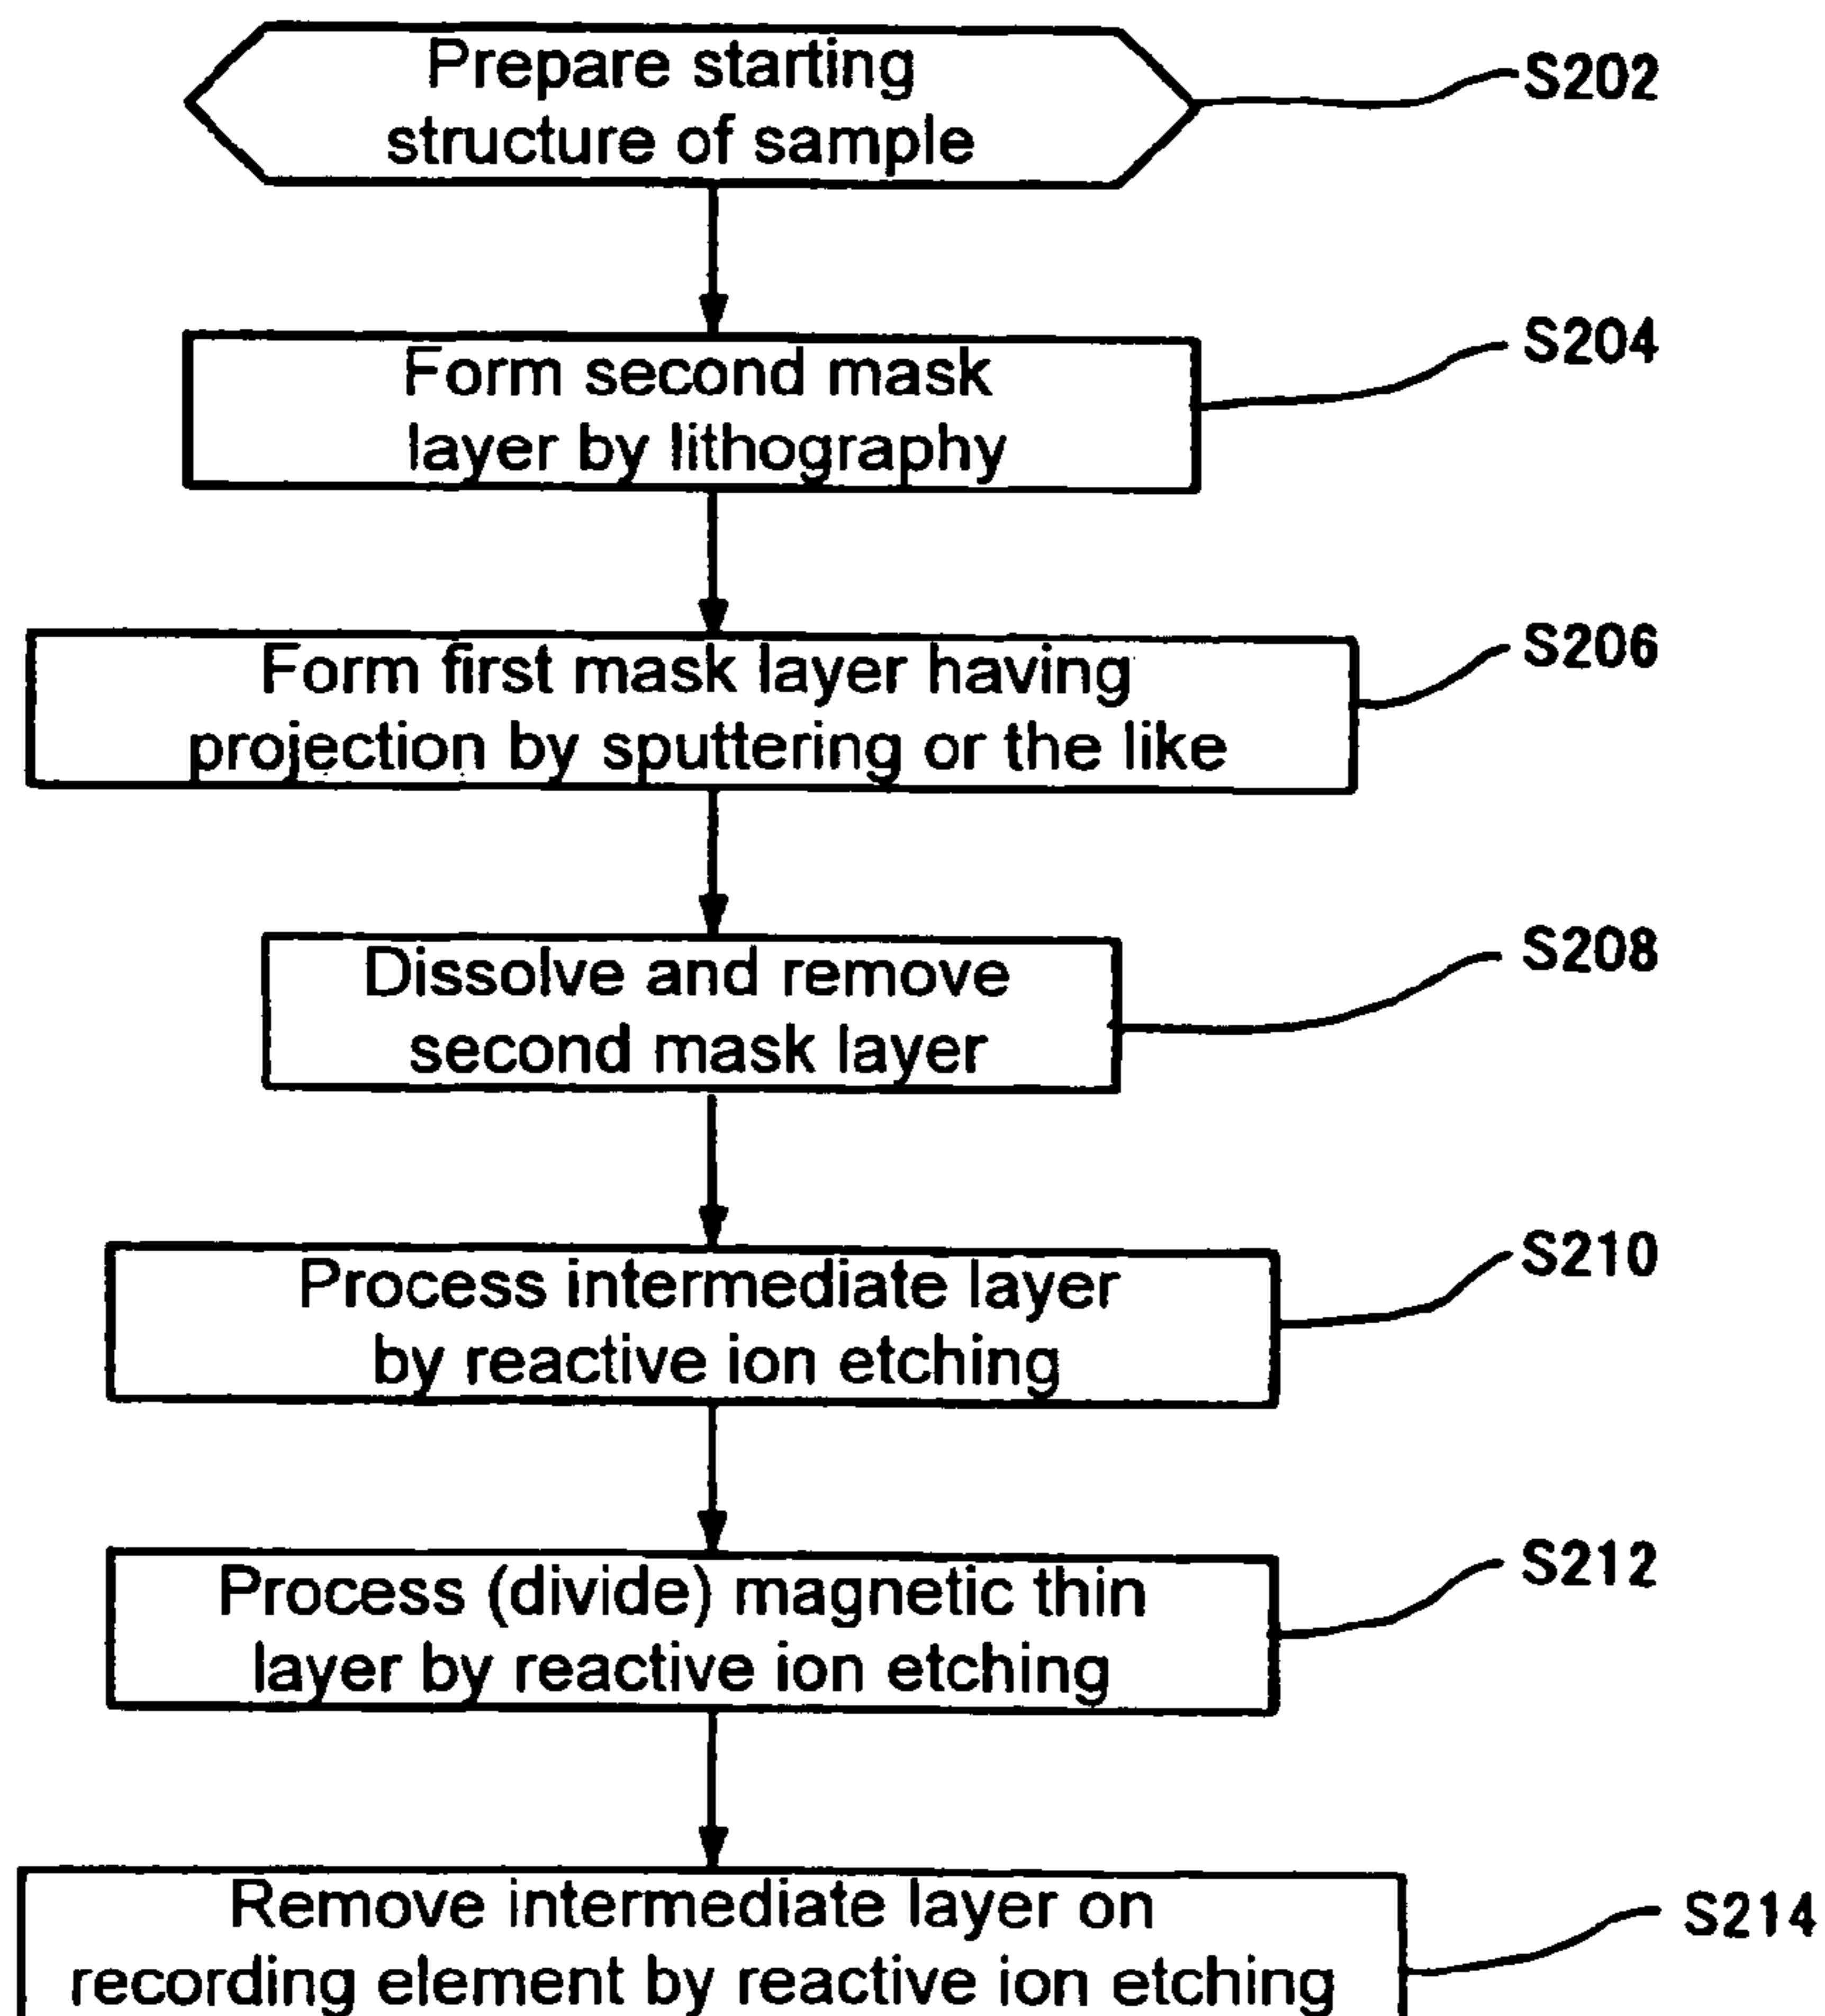 Prepare starting
structure of sample
S202
Form second mask
layer by lithography
S204
Form first mask layer having
projection by sputtering or the like
S206
Dissolve and remove
second mask layer
S208
Process intermediate layer
by reactive ion etching
S210
Process (divide) magnetic thin
layer by reactive ion etching
S212
Remove intermediate layer on
recording element by reactive ion etching
S214